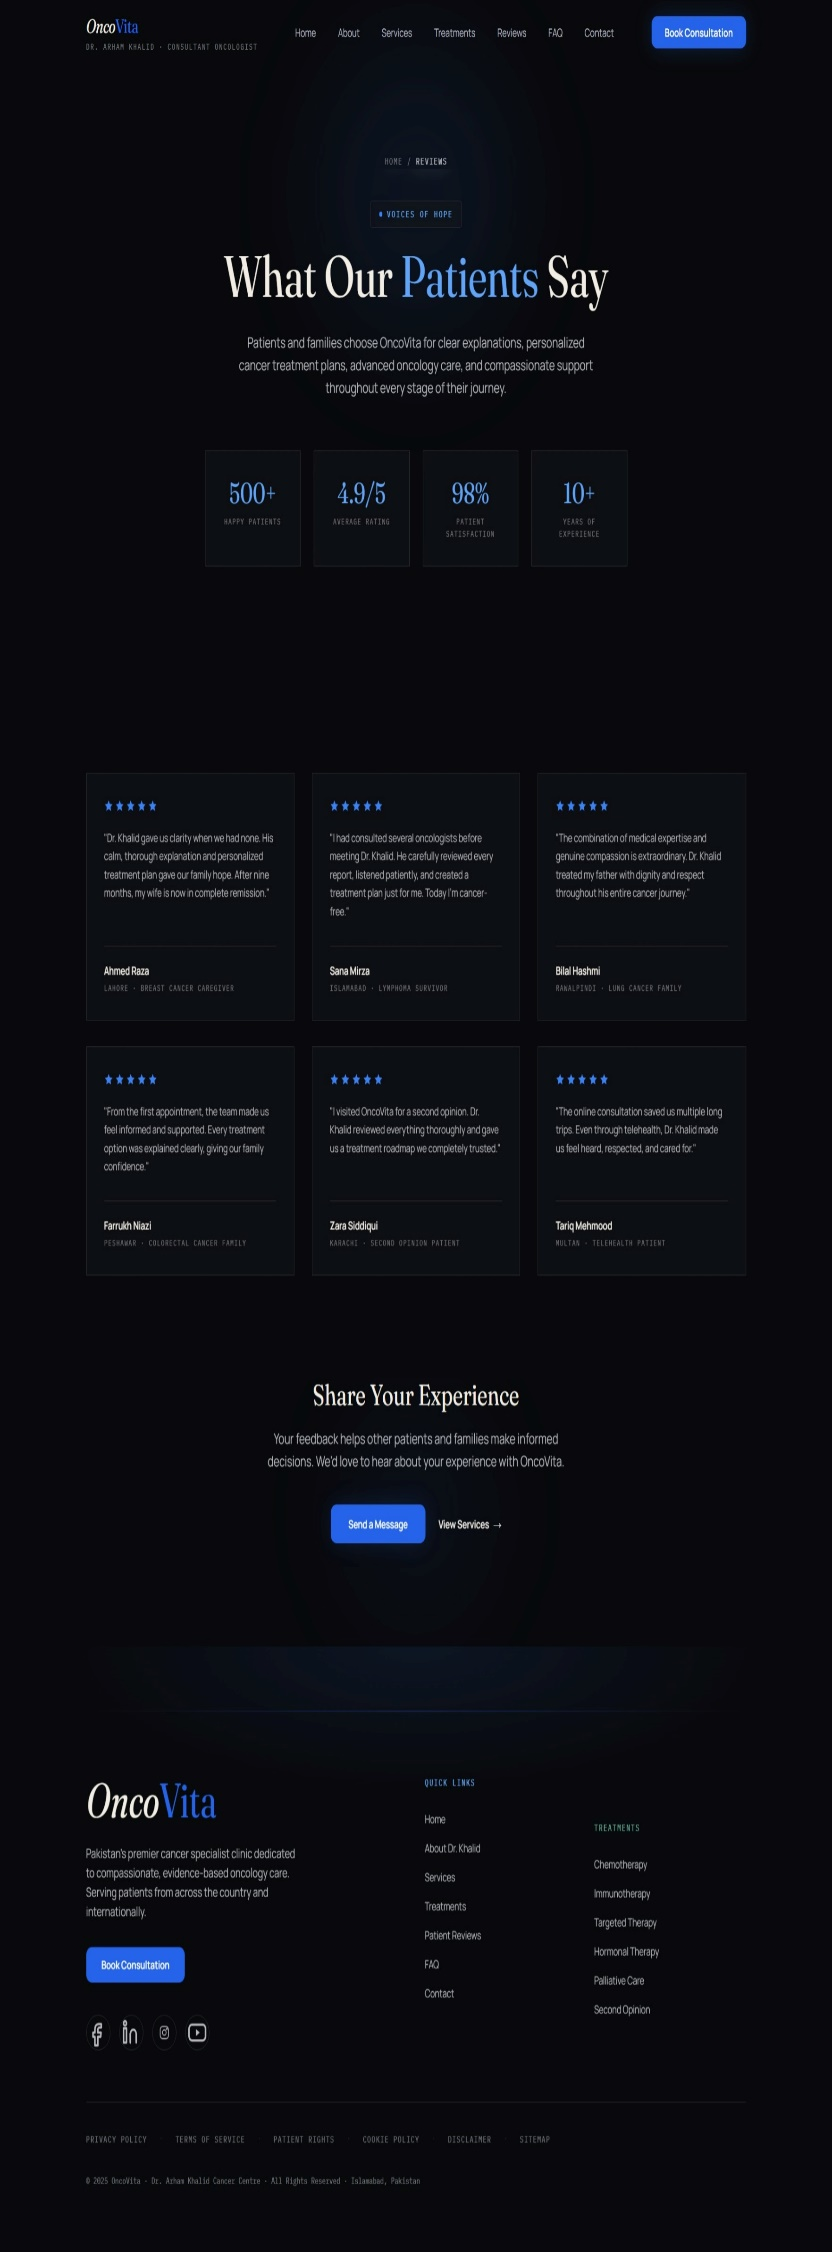 OncoVita
DR. ARHAM KHALID · CONSULTANT ONCOLOGIST
Home
About
Services
Treatments
Reviews
FAQ
Contact
Book Consultation
HOME / REVIEWS
VOICES OF HOPE
What Our Patients Say
Patients and families choose OncoVita for clear explanations, personalized
cancer treatment plans, advanced oncology care, and compassionate support
throughout every stage of their journey.
500+
HAPPY PATIENTS
4.9/5
AVERAGE RATING
98%
PATIENT
SATISFACTION
10+
YEARS OF
EXPERIENCE
★★★★★
"Dr. Khalid gave us clarity when we had none. His
calm, thorough explanation and personalized
treatment plan gave our family hope. After nine
months, my wife is now in complete remission."
Ahmed Raza
LAHORE · BREAST CANCER CAREGIVER
★★★★★
"I had consulted several oncologists before
meeting Dr. Khalid. He carefully reviewed every
report, listened patiently, and created a
treatment plan just for me. Today I'm cancer-
free."
Sana Mirza
ISLAMABAD · LYMPHOMA SURVIVOR
★★★★★
"The combination of medical expertise and
genuine compassion is extraordinary. Dr. Khalid
treated my father with dignity and respect
throughout his entire cancer journey."
Bilal Hashmi
RAWALPINDI · LUNG CANCER FAMILY
★★★★★
"From the first appointment, the team made us
feel informed and supported. Every treatment
option was explained clearly, giving our family
confidence."
Farrukh Niazi
PESHAWAR · COLORECTAL CANCER FAMILY
★★★★★
"I visited OncoVita for a second opinion. Dr.
Khalid reviewed everything thoroughly and gave
us a treatment roadmap we completely trusted."
Zara Siddiqui
KARACHI · SECOND OPINION PATIENT
★★★★★
"The online consultation saved us multiple long
trips. Even through telehealth, Dr. Khalid made
us feel heard, respected, and cared for."
Tariq Mehmood
MULTAN · TELEHEALTH PATIENT
Share Your Experience
Your feedback helps other patients and families make informed
decisions. We'd love to hear about your experience with OncoVita.
Send a Message
View Services →
OncoVita
Pakistan's premier cancer specialist clinic dedicated
to compassionate, evidence-based oncology care.
Serving patients from across the country and
internationally.
Book Consultation
QUICK LINKS
Home
About Dr. Khalid
Services
Treatments
Patient Reviews
FAQ
Contact
TREATMENTS
Chemotherapy
Immunotherapy
Targeted Therapy
Hormonal Therapy
Palliative Care
Second Opinion
PRIVACY POLICY
TERMS OF SERVICE
PATIENT RIGHTS
COOKIE POLICY
DISCLAIMER
SITEMAP
© 2025 OncoVita · Dr. Arham Khalid Cancer Centre · All Rights Reserved · Islamabad, Pakistan